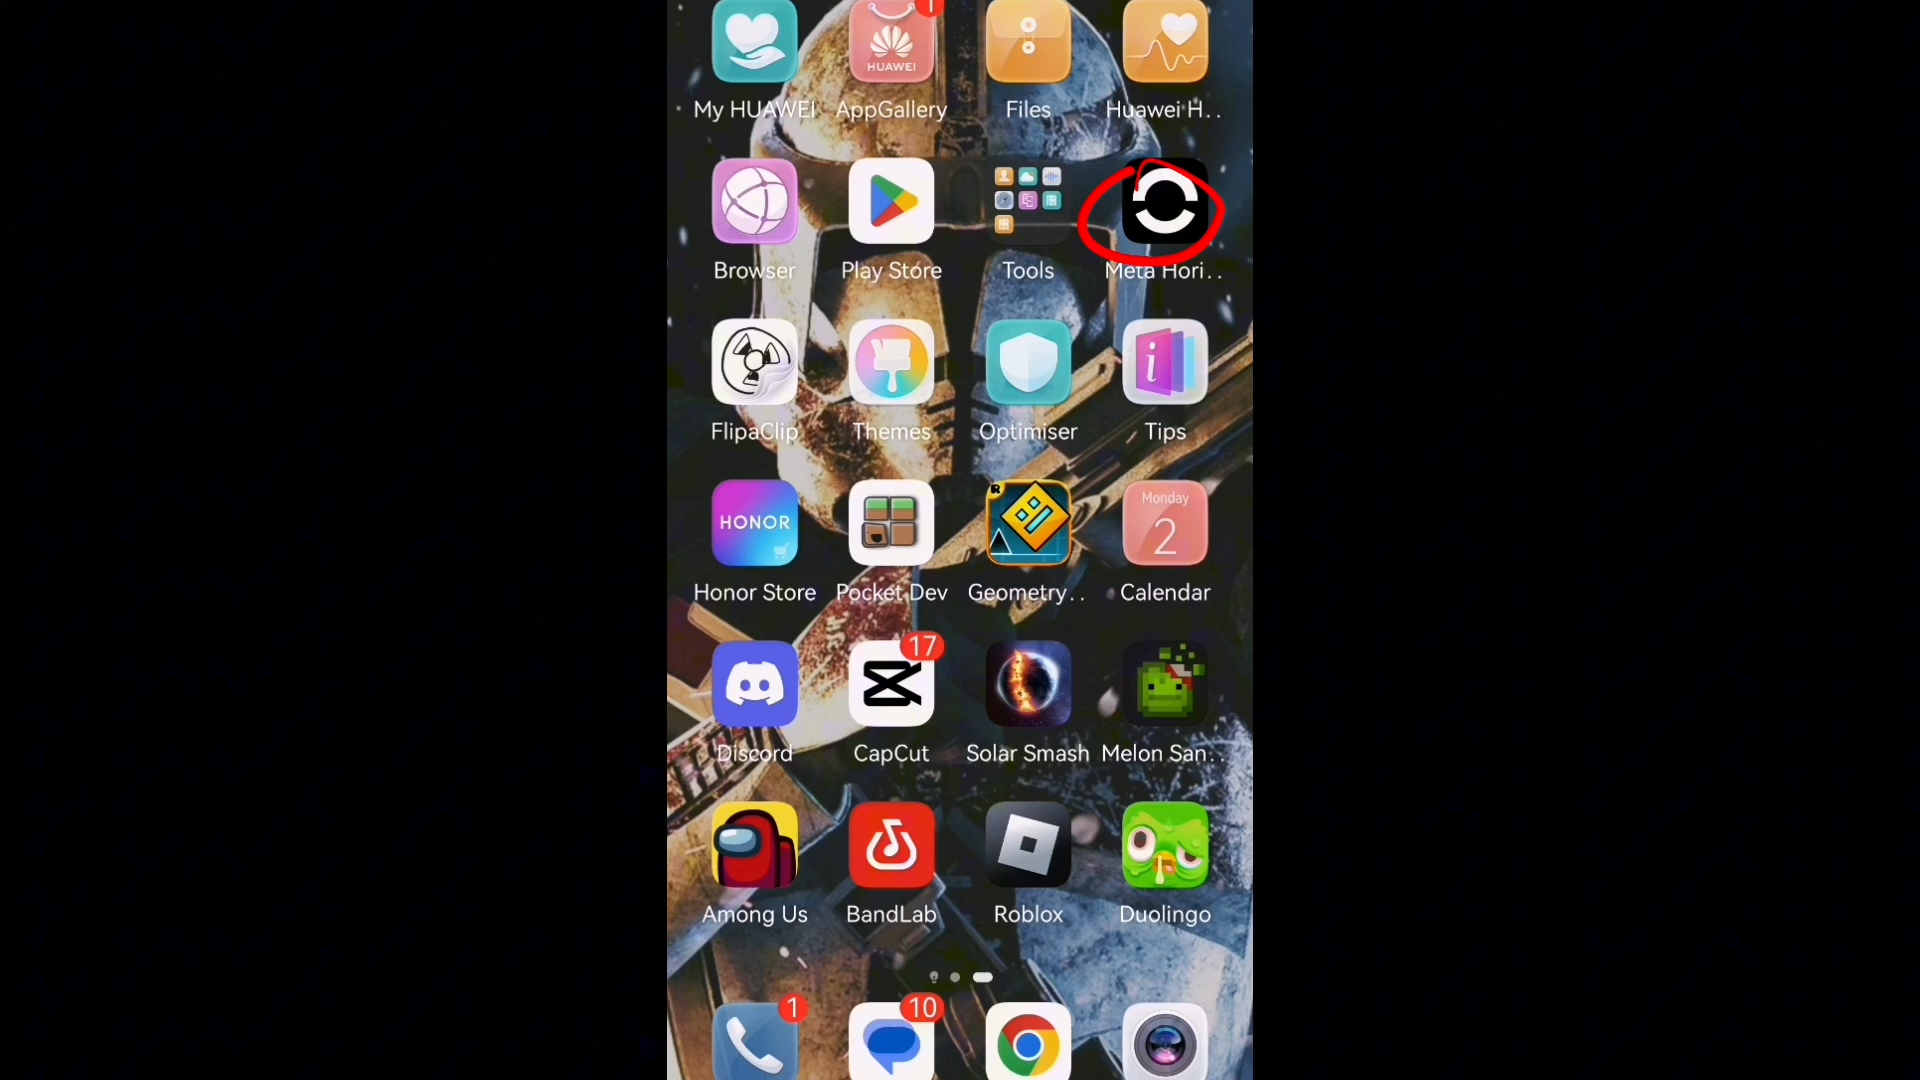 1
HUAWEI
My HUAWEI AppGallery Files Huawei H..
Browser Play Store Tools Meta Hori..
i
FlipaClip Themes Optimiser Tips
HONOR
R
Monday
2
Honor Store Pocket Dev Geometry.. Calendar
17
Discord CapCut Solar Smash Melon San..
Among Us BandLab Roblox Duolingo
1 10